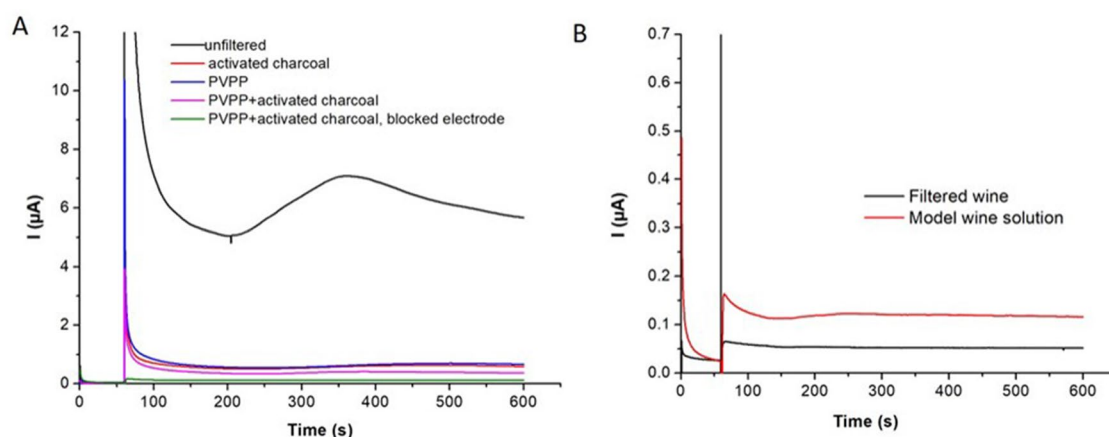 A
12
10
8
6
4
2
0
I (µA)
unfiltered
activated charcoal
PVPP
PVPP+activated charcoal
PVPP+activated charcoal, blocked electrode
0 100 200 300 400 500 600
Time (s)
B
0.7
0.6
0.5
0.4
0.3
0.2
0.1
0.0
I (µA)
Filtered wine
Model wine solution
0 100 200 300 400 500 600
Time (s)